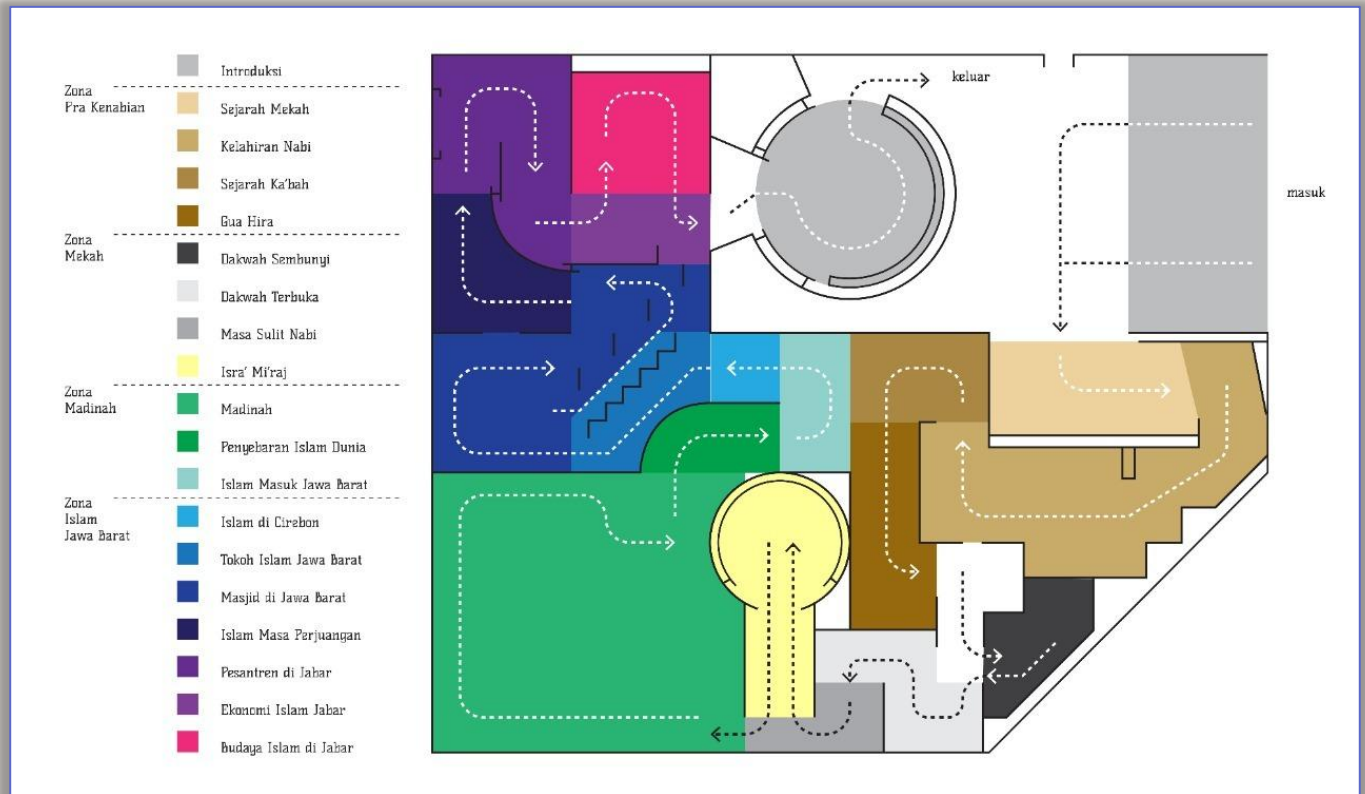 Introduksi
Zona
Pra Kenabian
Sejarah Mekah
Kelahiran Nabi
Sejarah Ka'bah
Gua Hira
Zona
Mekah
Dakwah Sembunyi
Dakwah Terbuka
Masa Sulit Nabi
Isra' Mi'raj
Zona
Madinah
Madinah
Penyebaran Islam Dunia
Islam Masuk Jawa Barat
Zona
Islam
Jawa Barat
Islam di Cirebon
Tokoh Islam Jawa Barat
Masjid di Jawa Barat
Islam Masa Perjuangan
Pesantren di Jabar
Ekonomi Islam Jabar
Budaya Islam di Jabar
keluar
masuk